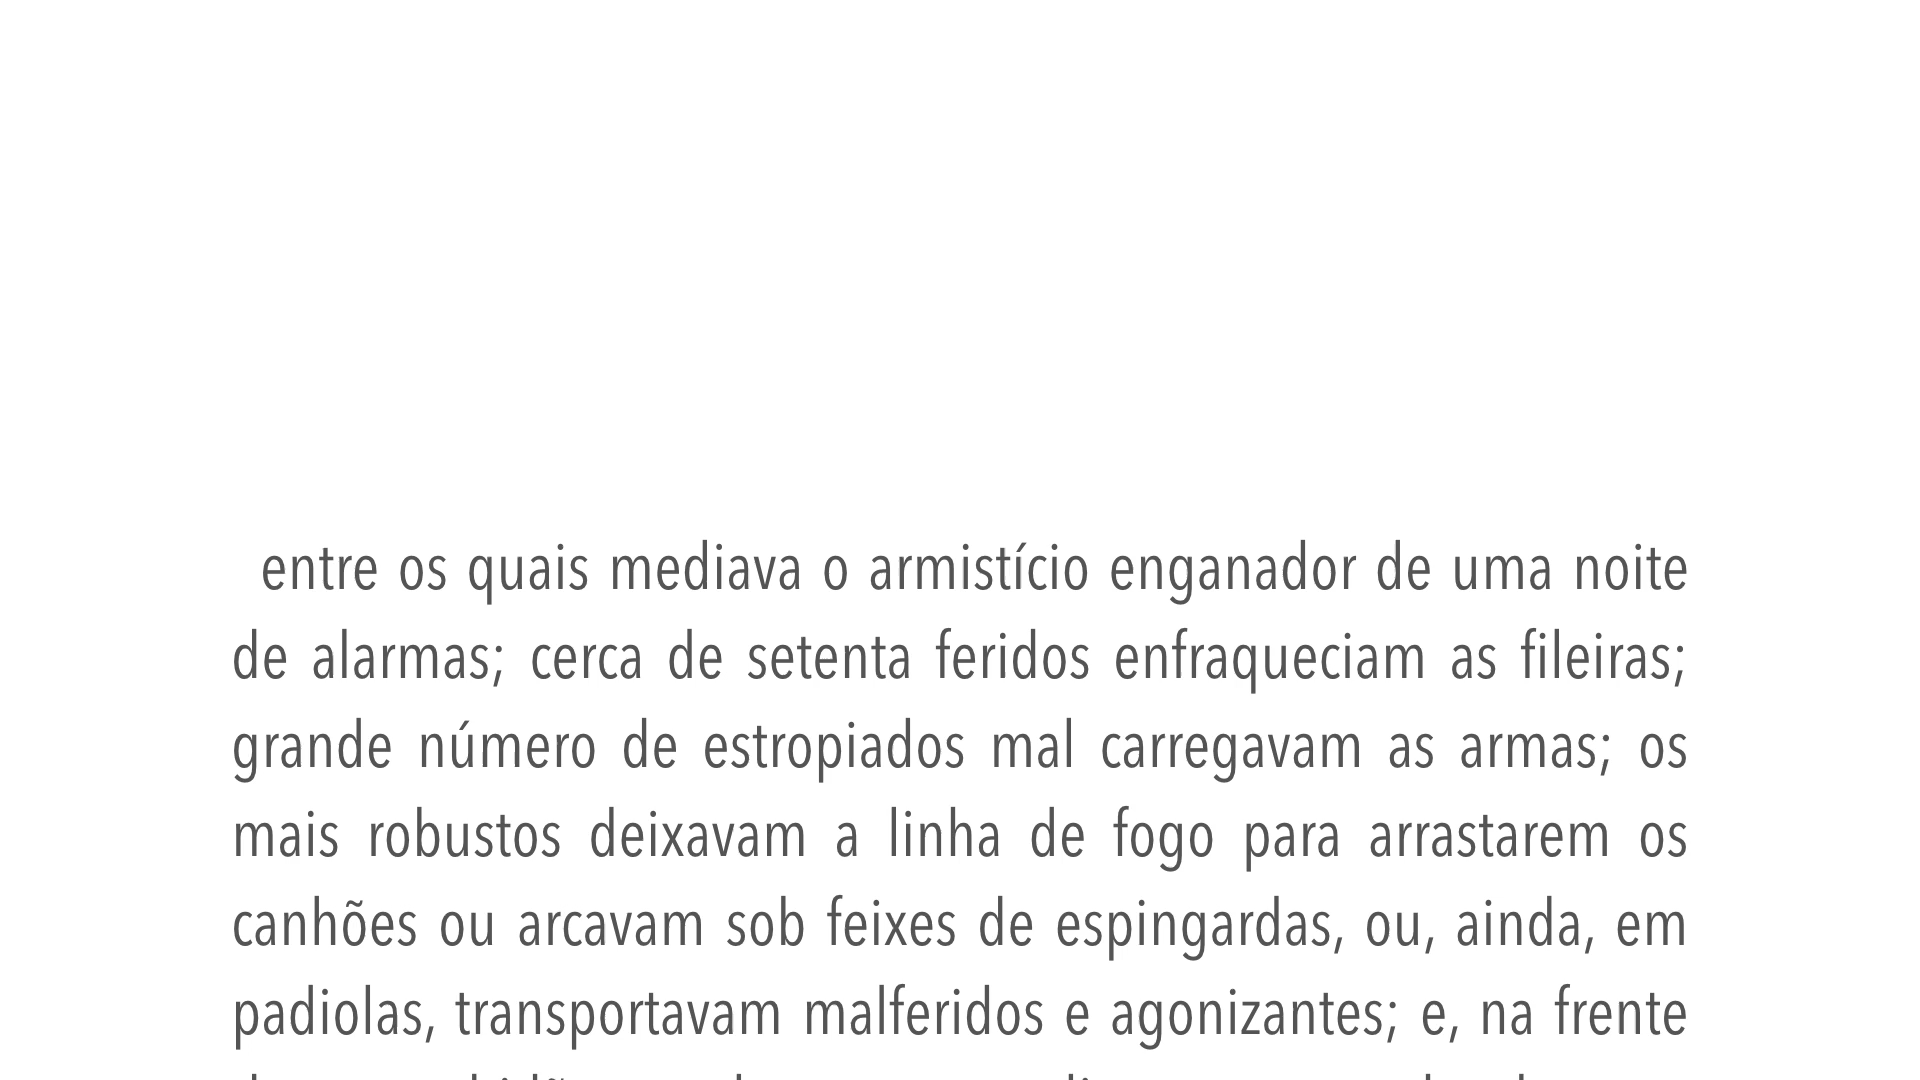 entre os quais mediava o armistício enganador de uma noite
de alarmas; cerca de setenta feridos enfraqueciam as fileiras;
grande número de estropiados mal carregavam as armas; os
mais robustos deixavam a linha de fogo para arrastarem os
canhões ou arcavam sob feixes de espingardas, ou, ainda, em
padiolas, transportavam malferidos e agonizantes; e, na frente